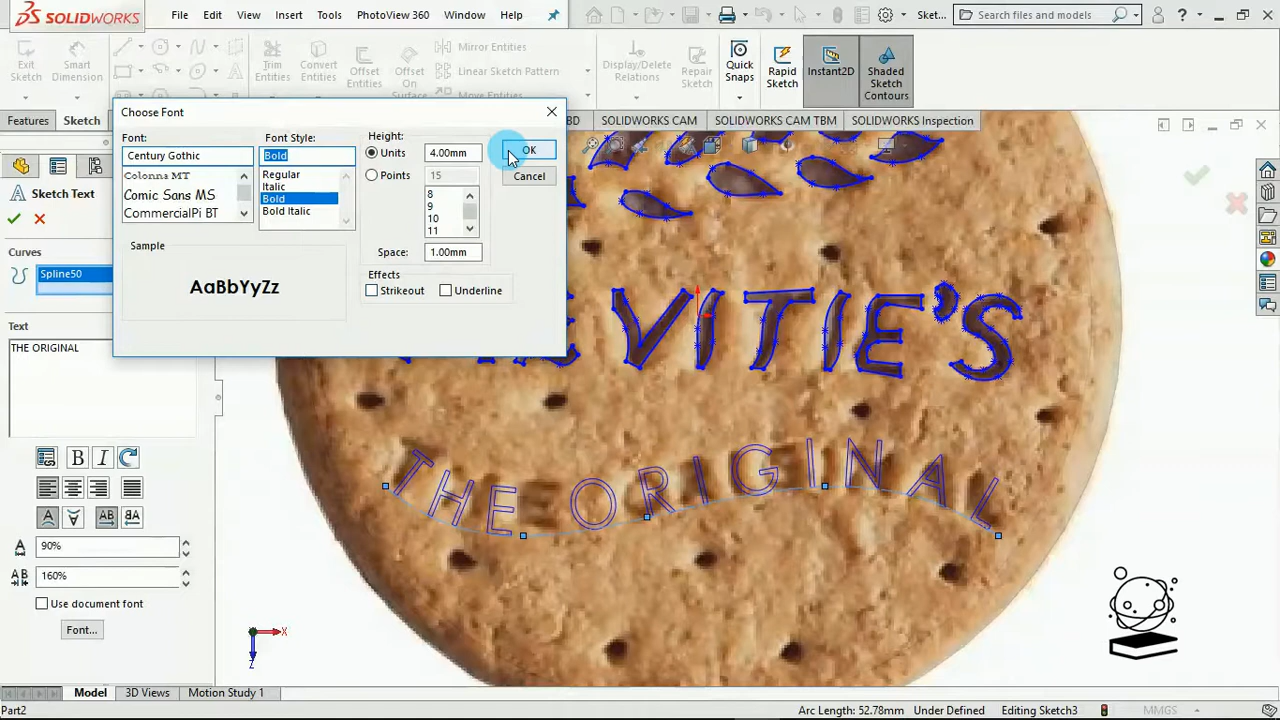 SOLIDWORKS File Edit View Insert Tools PhotoView 360 Window Help Sket... Search files and models
Exit Sketch
Smart Dimension
Trim Entities
Convert Entities
Offset Entities
Offset On Surface
Mirror Entities
Linear Sketch Pattern
Move Entities
Display/Delete Relations
Repair Sketch
Quick Snaps
Rapid Sketch
Instant2D
Shaded Sketch Contours
Features Sketch BD SOLIDWORKS CAM SOLIDWORKS CAM TBM SOLIDWORKS Inspection
Choose Font
Font:
Century Gothic
Colonna MT
Comic Sans MS
CommercialPi BT
Font Style:
Bold
Regular
Italic
Bold
Bold Italic
Height:
Units 4.00mm
Points 15
8
9
10
11
Space: 1.00mm
OK
Cancel
Sample
AaBbYyZz
Effects
Strikeout Underline
Sketch Text
Curves
Spline50
Text
THE ORIGINAL
B I
AB
90%
160%
Use document font
Font...
VITIE'S
THE ORIGINAL
X
Z
Model 3D Views Motion Study 1
Part2 Arc Length: 52.78mm Under Defined Editing Sketch3 MMGS